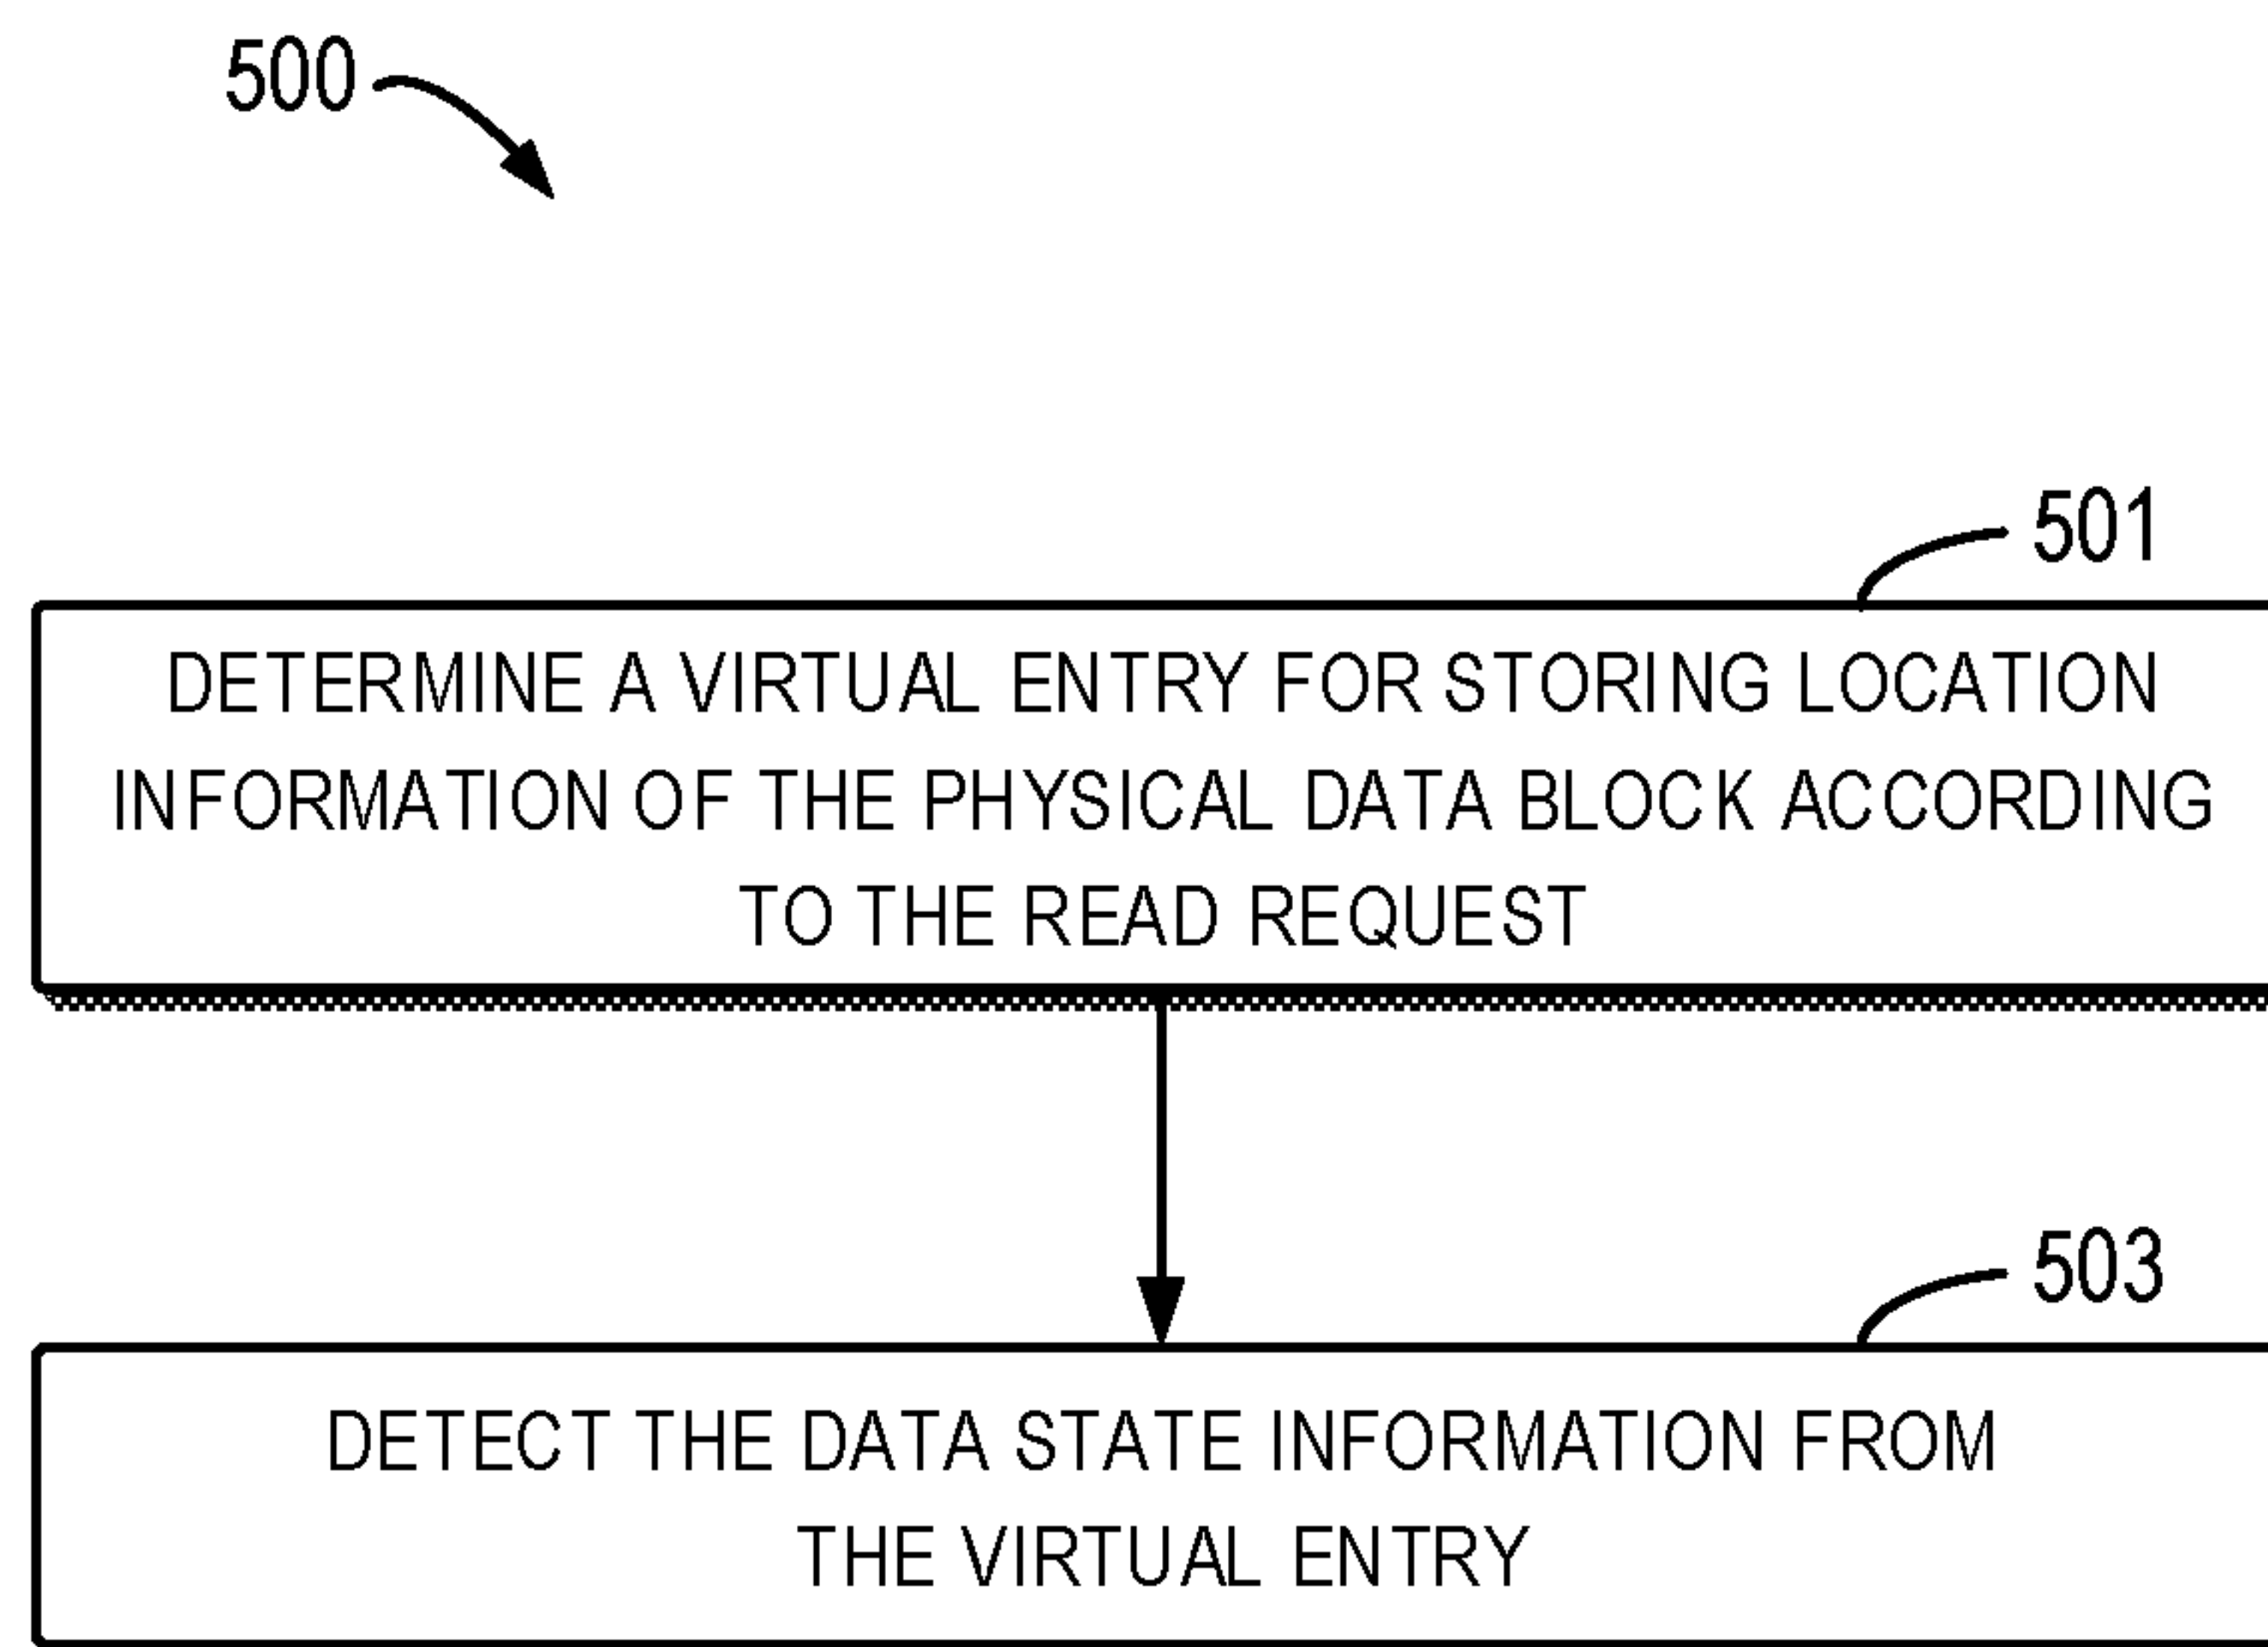 500
501
DETERMINE A VIRTUAL ENTRY FOR STORING LOCATION
INFORMATION OF THE PHYSICAL DATA BLOCK ACCORDING
TO THE READ REQUEST
503
DETECT THE DATA STATE INFORMATION FROM
THE VIRTUAL ENTRY